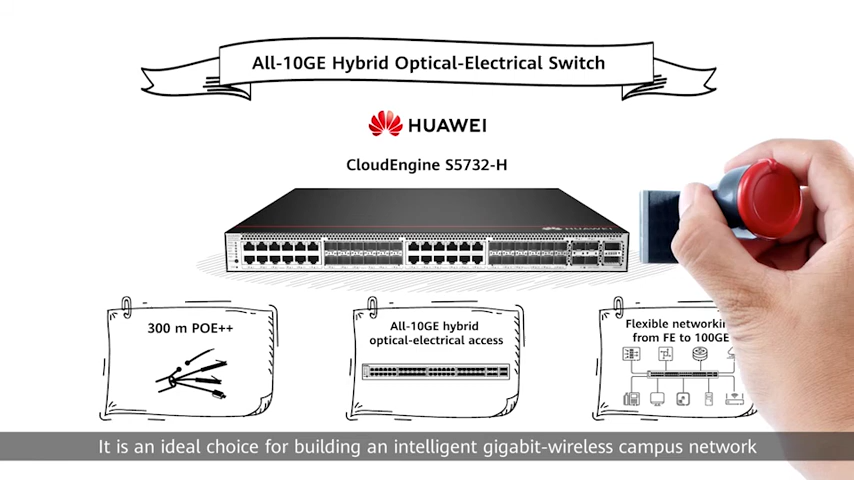 All-10GE Hybrid Optical-Electrical Switch
HUAWEI
CloudEngine S5732-H
HUAWEI
300 m POE++
All-10GE hybrid
optical-electrical access
Flexible
from FE to 100GE
It is an ideal choice for building an intelligent gigabit-wireless campus network